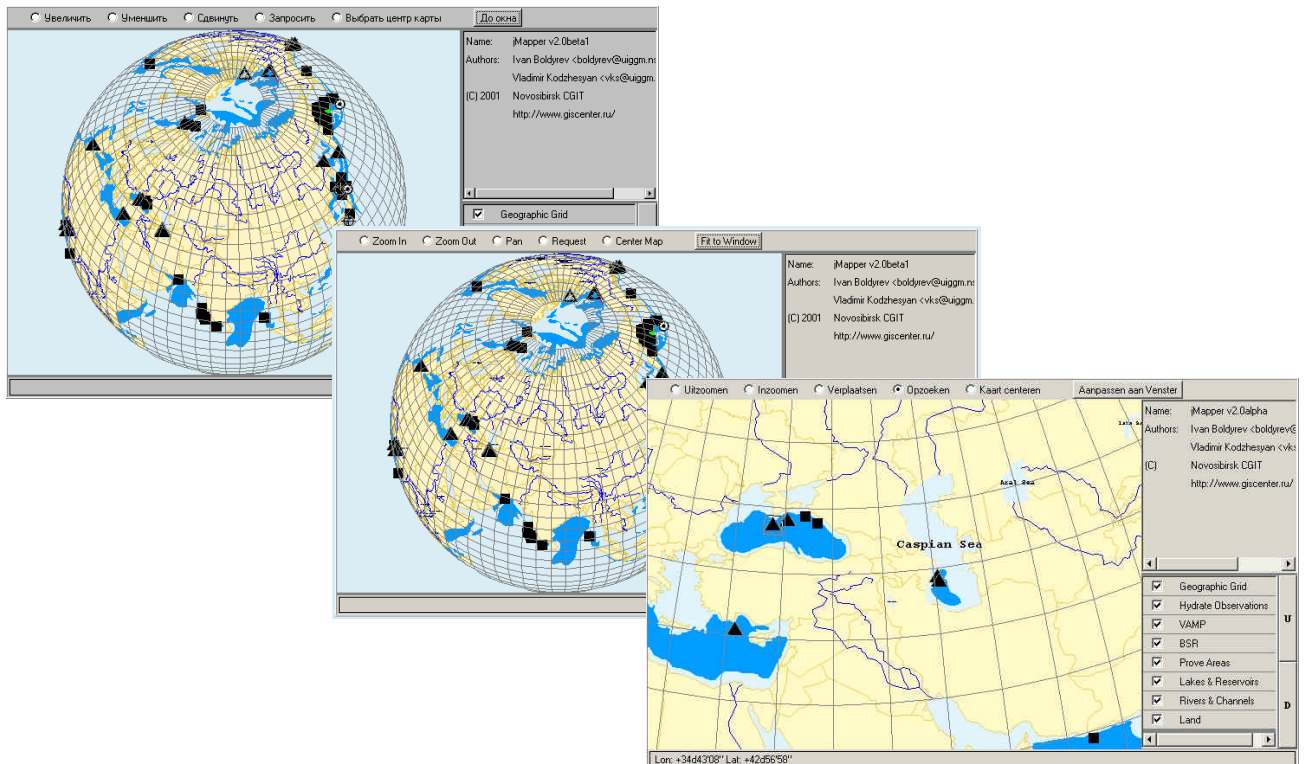 Увеличить Уменшить Сдвинуть Запросить Выбрать центр карты До окна
Name: jMapper v2.0beta1
Authors: Ivan Boldyrev <boldyrev@uiggm.ns
Vladimir Kodzhesyan <vks@uiggm.
(C) 2001 Novosibirsk CGIT
http://www.giscenter.ru/
Geographic Grid
Zoom In Zoom Out Pan Request Center Map Fit to Window
Name: jMapper v2.0beta1
Authors: Ivan Boldyrev <boldyrev@uiggm.ns
Vladimir Kodzhesyan <vks@uiggm.
(C) 2001 Novosibirsk CGIT
http://www.giscenter.ru/
Uitzoomen Inzoomen Verplaatsen Opzoeken Kaart centeren Aanpassen aan Venster
Name: jMapper v2.0alpha
Authors: Ivan Boldyrev <boldyrev@
Vladimir Kodzhesyan <vks
(C) Novosibirsk CGIT
http://www.giscenter.ru/
Aral Sea
Caspian Sea
Geographic Grid
Hydrate Observations
VAMP
BSR
Prove Areas
Lakes & Reservoirs
Rivers & Channels
Land
U
D
Lon: +34d43'08" Lat: +42d56'58"